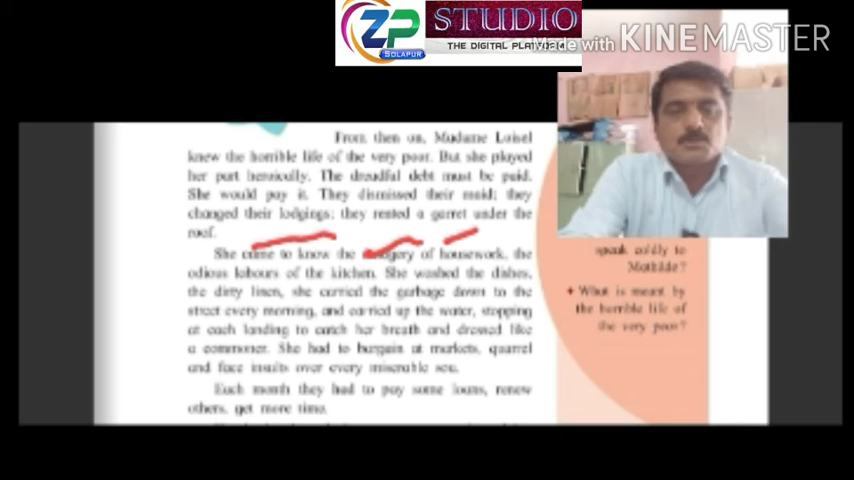 ZP
SOLAPUR
STUDIO
THE DIGITAL PLATFORM
Made with KINEMASTER
From then on, Madame Loisel
knew the horrible life of the very poor. But she played
her part heroically. The dreadful debt must be paid.
She would pay it. They dismissed their maid; they
changed their lodgings; they rented a garret under the
roof.
She came to know the of housework, the
odious labours of the kitchen. She washed the dishes,
the dirty linen, she carried the garbage down to the
street every morning, and carried up the water, stopping
at each landing to catch her breath and dressed like
a commoner. She had to bargain at markets, quarrel
and face insults over every miserable sou.
Each month they had to pay some loans, renew
others, get more time.
speak coldly to
Mathilde?
What is meant by
the horrible life of
the very poor?